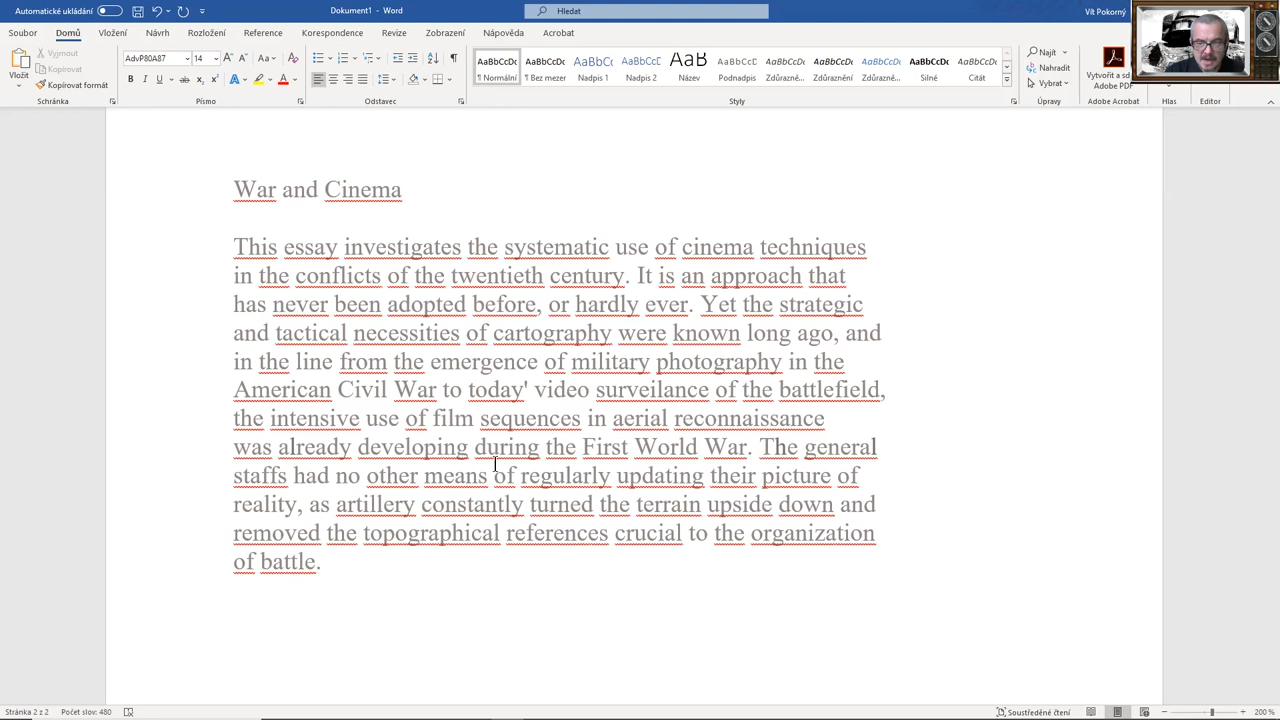 Automatické ukládání
Dokument1 - Word
Hledat
Vít Pokorný
Soubor Domů Vložení Návrh Rozložení Reference Korespondence Revize Zobrazení Nápověda Acrobat
Vložit
Vyjmout
Kopírovat
Kopírovat formát
Schránka
AdvP80A87 14
Písmo
Odstavec
AaBbCcDc AaBbCcDc AaBbCc AaBbCcC AaB AaBbCcD AaBbCcDc AaBbCcDc AaBbCcDc AaBbCcDc AaBbCcDc
¶ Normální ¶ Bez meze... Nadpis 1 Nadpis 2 Název Podnadpis Zdůrazně... Zdůraznění Zdůrazně... Silné Citát
Styly
Najít
Nahradit
Vybrat
Úpravy
Vytvořit a sd
Adobe PDF
Adobe Acrobat
Hlas
Editor
War and Cinema
This essay investigates the systematic use of cinema techniques
in the conflicts of the twentieth century. It is an approach that
has never been adopted before, or hardly ever. Yet the strategic
and tactical necessities of cartography were known long ago, and
in the line from the emergence of military photography in the
American Civil War to today' video surveilance of the battlefield,
the intensive use of film sequences in aerial reconnaissance
was already developing during the First World War. The general
staffs had no other means of regularly updating their picture of
reality, as artillery constantly turned the terrain upside down and
removed the topographical references crucial to the organization
of battle.
Stránka 2 z 2 Počet slov: 480
Soustředěné čtení
200 %